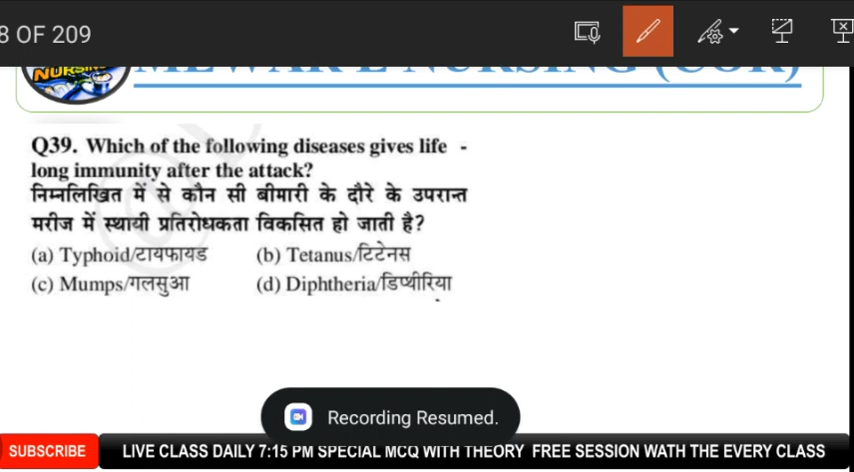 8 OF 209
NURSING
Q39. Which of the following diseases gives life -
long immunity after the attack?
निम्नलिखित में से कौन सी बीमारी के दौरे के उपरान्त
मरीज में स्थायी प्रतिरोधकता विकसित हो जाती है?
(a) Typhoid/टायफायड (b) Tetanus/टिटेनस
(c) Mumps/गलसुआ (d) Diphtheria/डिप्थीरिया
Recording Resumed.
SUBSCRIBE LIVE CLASS DAILY 7:15 PM SPECIAL MCQ WITH THEORY FREE SESSION WATH THE EVERY CLASS